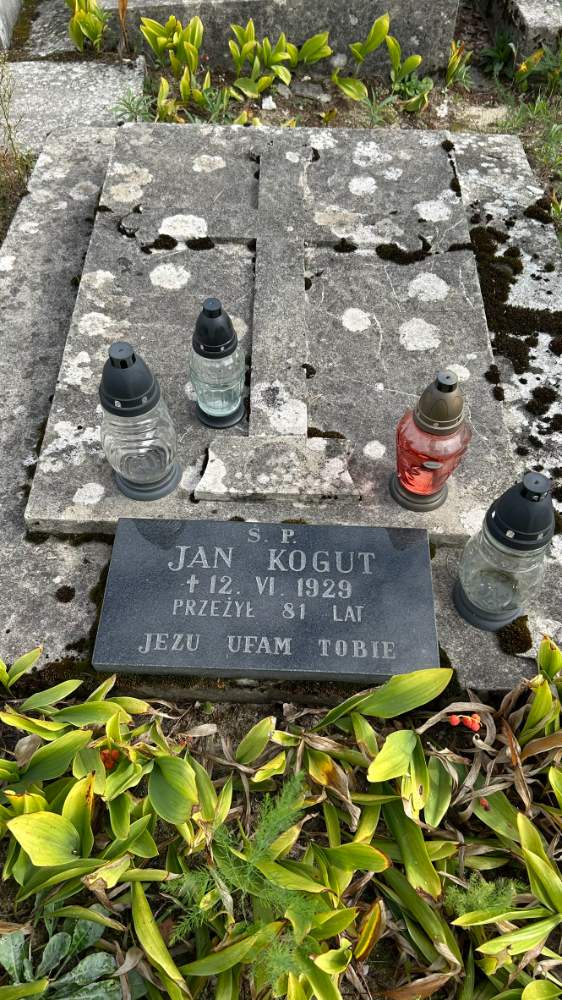 Ś. P.
JAN KOGUT
† 12. VI. 1929
PRZEŻYŁ 81 LAT
JEZU UFAM TOBIE